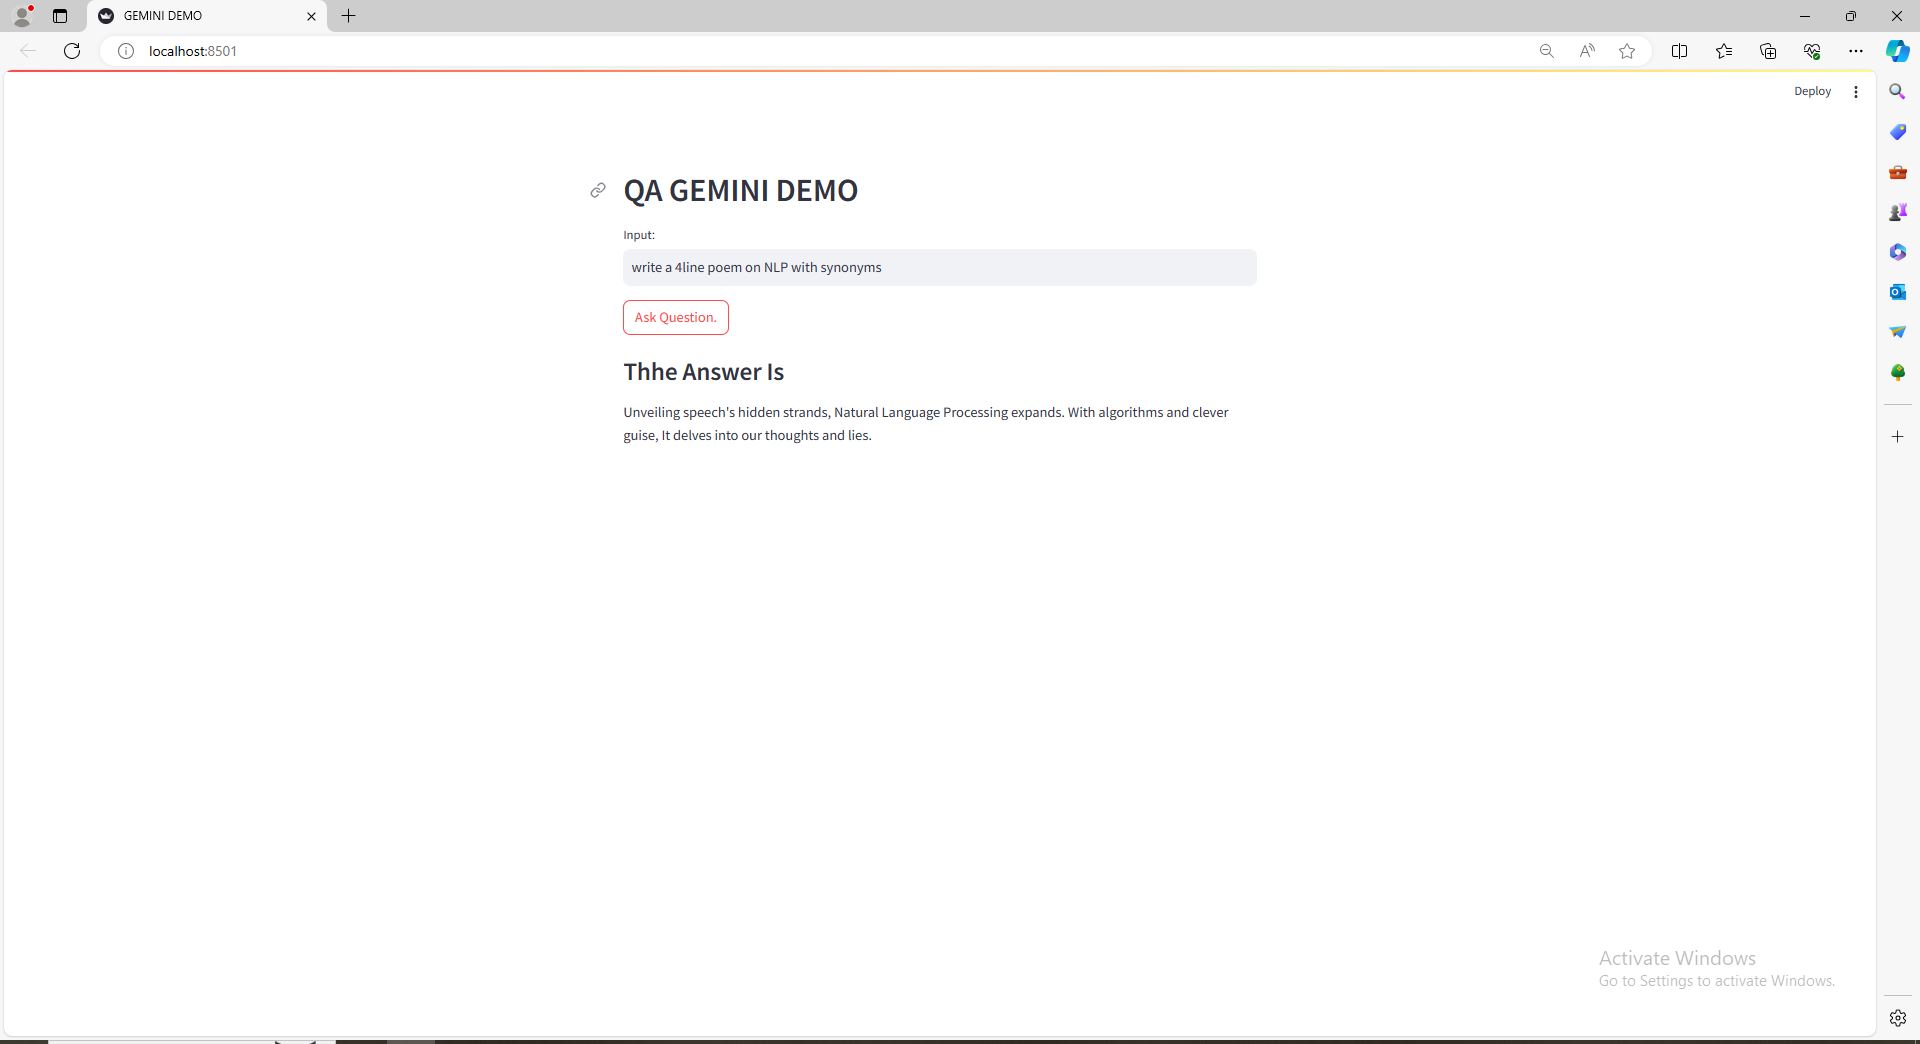 GEMINI DEMO
localhost:8501
Deploy
QA GEMINI DEMO
Input:
write a 4line poem on NLP with synonyms
Ask Question.
Thhe Answer Is
Unveiling speech's hidden strands, Natural Language Processing expands. With algorithms and clever
guise, It delves into our thoughts and lies.
Activate Windows
Go to Settings to activate Windows.